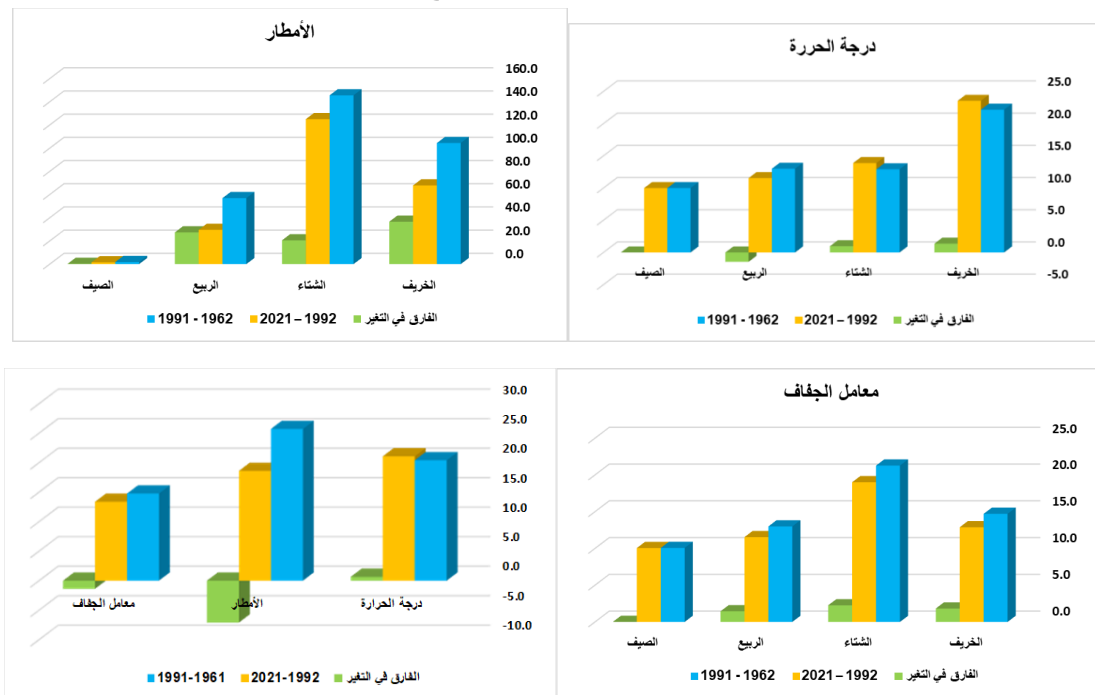 درجة الحررة
25.0
20.0
15.0
10.0
5.0
0.0
-5.0
الخريف الشتاء الربيع الصيف
الفارق في التغير 2021 – 1992 1991 - 1962
الأمطار
160.0
140.0
120.0
100.0
80.0
60.0
40.0
20.0
0.0
الخريف الشتاء الربيع الصيف
الفارق في التغير 2021 – 1992 1991 - 1962
معامل الجفاف
25.0
20.0
15.0
10.0
5.0
0.0
الخريف الشتاء الربيع الصيف
الفارق في التغير 2021 – 1992 1991 - 1962
30.0
25.0
20.0
15.0
10.0
5.0
0.0
-5.0
-10.0
درجة الحرارة الأمطار معامل الجفاف
الفارق في التغير 2021-1992 1991-1961